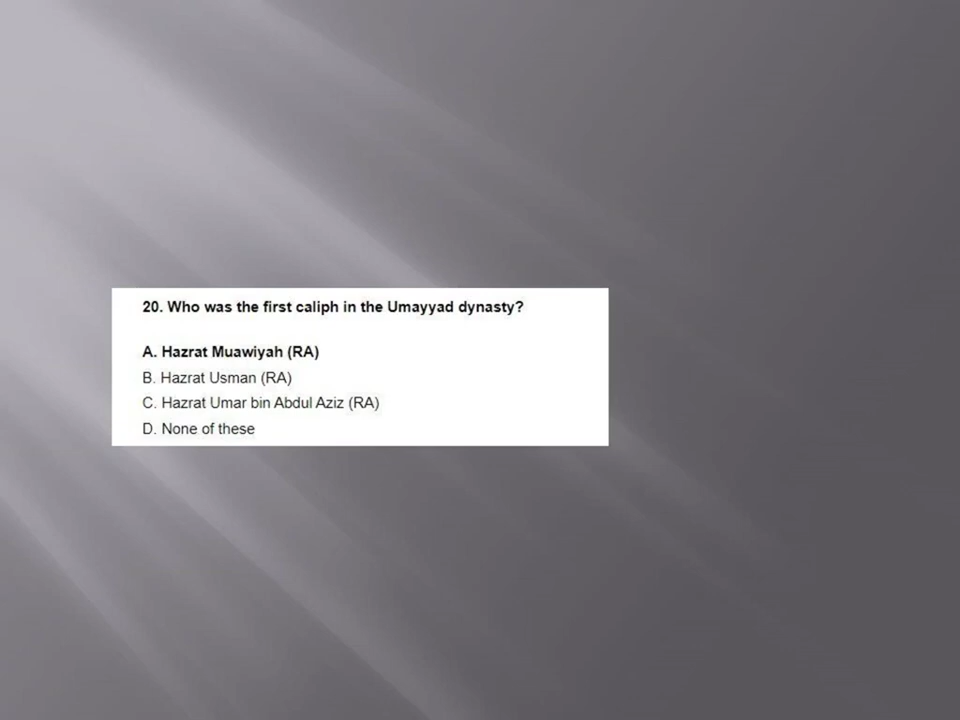 20. Who was the first caliph in the Umayyad dynasty?
A. Hazrat Muawiyah (RA)
B. Hazrat Usman (RA)
C. Hazrat Umar bin Abdul Aziz (RA)
D. None of these